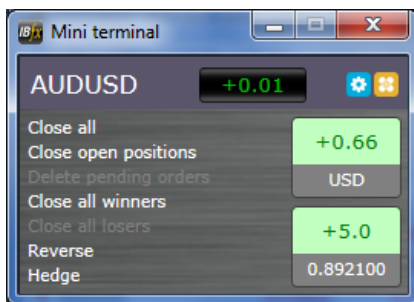 IBfx Mini terminal
AUDUSD +0.01
Close all
Close open positions
Delete pending orders
Close all winners
Close all losers
Reverse
Hedge
+0.66
USD
+5.0
0.892100